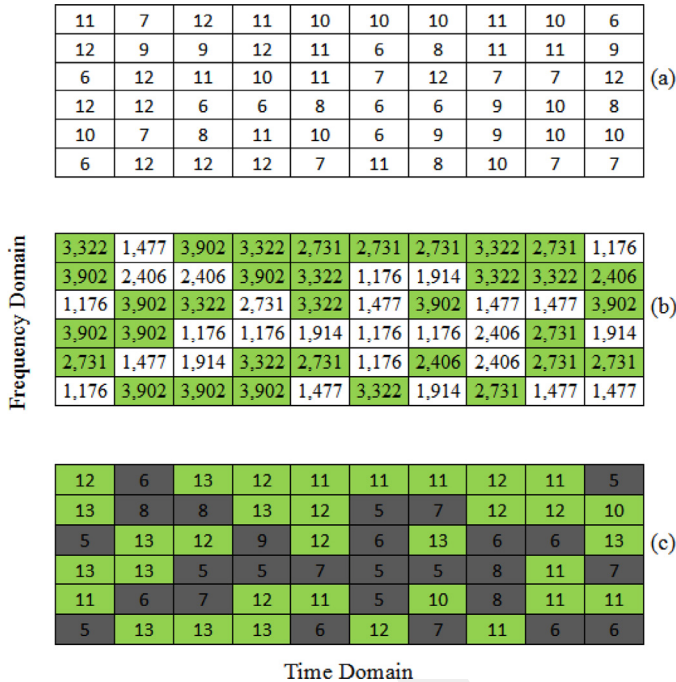 11 7 12 11 10 10 10 11 10 6
12 9 9 12 11 6 8 11 11 9
6 12 11 10 11 7 12 7 7 12
(a)
12 12 6 6 8 6 6 9 10 8
10 7 8 11 10 6 9 9 10 10
6 12 12 12 7 11 8 10 7 7
Frequency Domain
3,322 1,477 3,902 3,322 2,731 2,731 2,731 3,322 2,731 1,176
3,902 2,406 2,406 3,902 3,322 1,176 1,914 3,322 3,322 2,406
1,176 3,902 3,322 2,731 3,322 1,477 3,902 1,477 1,477 3,902
(b)
3,902 3,902 1,176 1,176 1,914 1,176 1,176 2,406 2,731 1,914
2,731 1,477 1,914 3,322 2,731 1,176 2,406 2,406 2,731 2,731
1,176 3,902 3,902 3,902 1,477 3,322 1,914 2,731 1,477 1,477
12 6 13 12 11 11 11 12 11 5
13 8 8 13 12 5 7 12 12 10
5 13 12 9 12 6 13 6 6 13
(c)
13 13 5 5 7 5 5 8 11 7
11 6 7 12 11 5 10 8 11 11
5 13 13 13 6 12 7 11 6 6
Time Domain